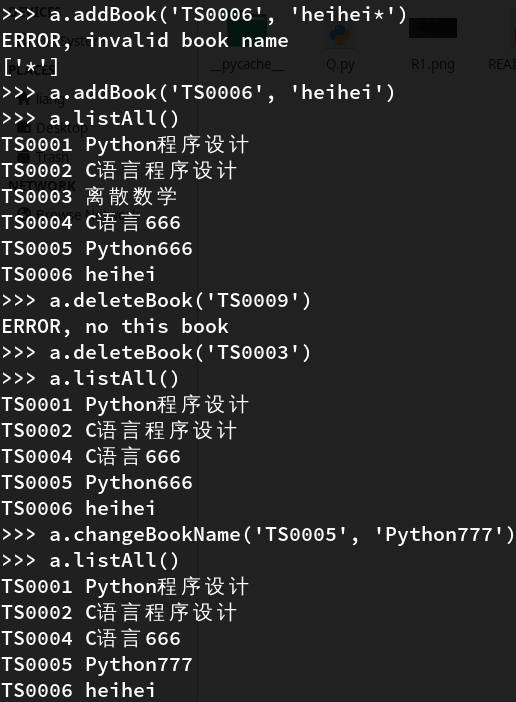 >>> a.addBook('TS0006', 'heihei*')
ERROR, invalid book name
['*']
>>> a.addBook('TS0006', 'heihei')
>>> a.listAll()
TS0001 Python程序设计
TS0002 C语言程序设计
TS0003 离散数学
TS0004 C语言666
TS0005 Python666
TS0006 heihei
>>> a.deleteBook('TS0009')
ERROR, no this book
>>> a.deleteBook('TS0003')
>>> a.listAll()
TS0001 Python程序设计
TS0002 C语言程序设计
TS0004 C语言666
TS0005 Python666
TS0006 heihei
>>> a.changeBookName('TS0005', 'Python777')
>>> a.listAll()
TS0001 Python程序设计
TS0002 C语言程序设计
TS0004 C语言666
TS0005 Python777
TS0006 heihei
__pycache__
Q.py
R1.png
Desktop
Trash